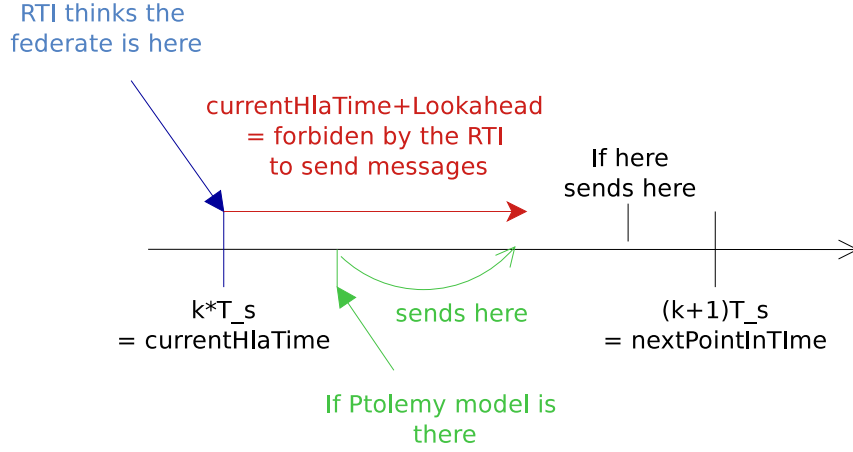 RTI thinks the
federate is here
currentHlaTime+Lookahead
= forbiden by the RTI
to send messages
If here
sends here
k*T_s
= currentHlaTime
sends here
(k+1)T_s
= nextPointInTIme
If Ptolemy model is
there